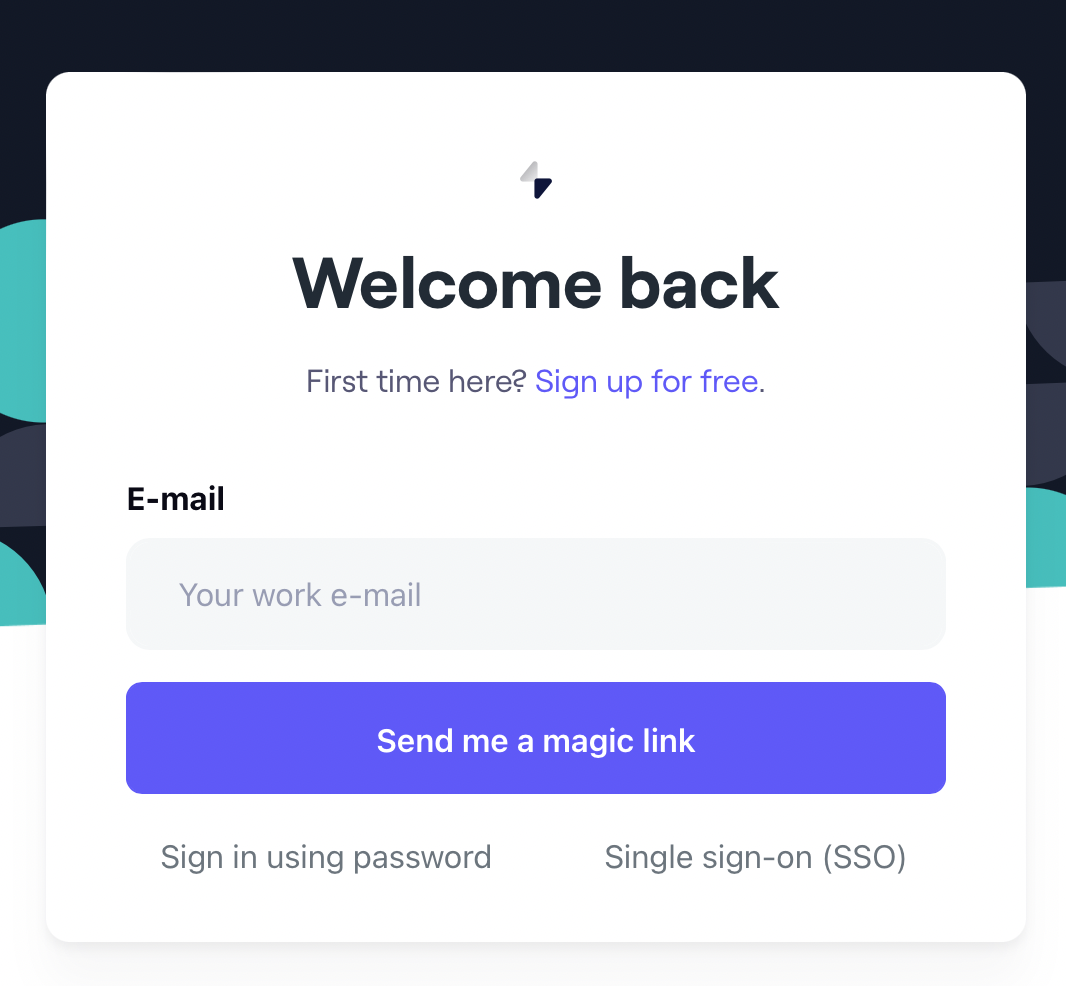 Welcome back
First time here? Sign up for free.
E-mail
Your work e-mail
Send me a magic link
Sign in using password
Single sign-on (SSO)